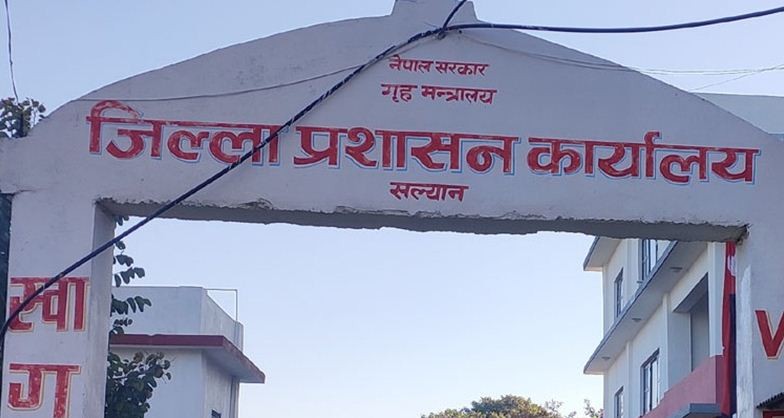 नेपाल सरकार
गृह मन्त्रालय
जिल्ला प्रशासन कार्यालय
सल्यान
स्वा
ग
W